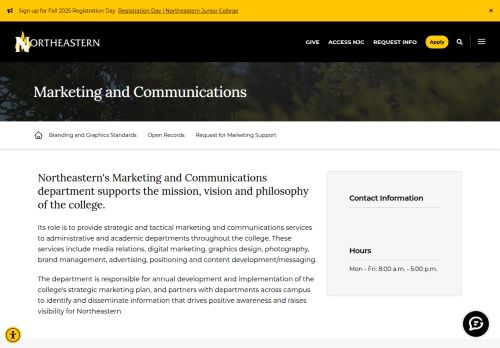 Sign up for Fall 2025 Registration Day Registration Day | Northeastern Junior College ×
NORTHEASTERN
GIVE ACCESS NJC REQUEST INFO Apply
Marketing and Communications
Branding and Graphics Standards Open Records Request for Marketing Support
Northeastern's Marketing and Communications
department supports the mission, vision and philosophy
of the college.
Its role is to provide strategic and tactical marketing and communications services
to administrative and academic departments throughout the college. These
services include media relations, digital marketing, graphics design, photography,
brand management, advertising, positioning and content development/messaging.
The department is responsible for annual development and implementation of the
college's strategic marketing plan, and partners with departments across campus
to identify and disseminate information that drives positive awareness and raises
visibility for Northeastern
Contact Information
Hours
Mon - Fri: 8:00 a.m. - 5:00 p.m.